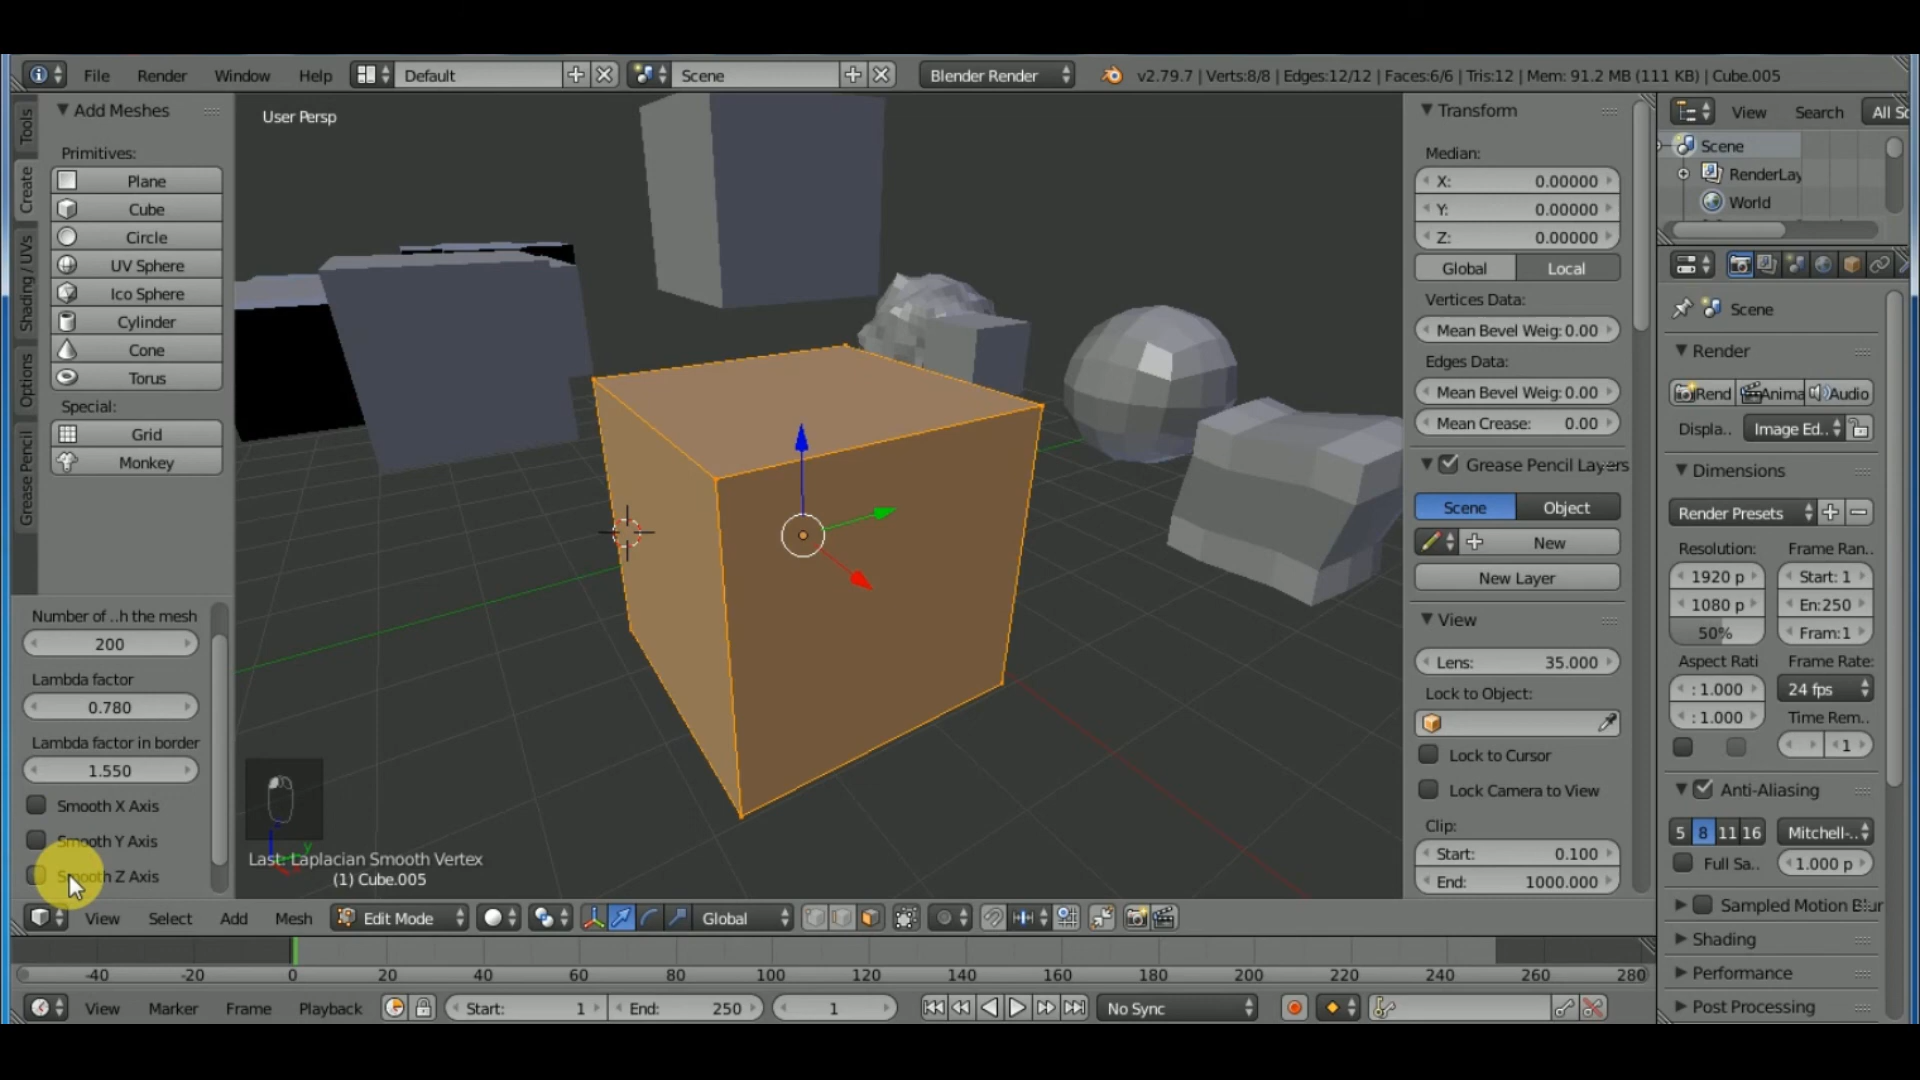 File Render Window Help Default Scene Blender Render v2.79.7 | Verts:8/8 | Edges:12/12 | Faces:6/6 | Tris:12 | Mem: 91.2 MB (111 KB) | Cube.005
Tools
Create
Shading / UVs
Options
Grease Pencil
Add Meshes
Primitives:
Plane
Cube
Circle
UV Sphere
Ico Sphere
Cylinder
Cone
Torus
Special:
Grid
Monkey
Number of ..h the mesh
200
Lambda factor
0.780
Lambda factor in border
1.550
Smooth X Axis
Smooth Y Axis
Smooth Z Axis
User Persp
Last: Laplacian Smooth Vertex
(1) Cube.005
Transform
Median:
X: 0.00000
Y: 0.00000
Z: 0.00000
Global Local
Vertices Data:
Mean Bevel Weig: 0.00
Edges Data:
Mean Bevel Weig: 0.00
Mean Crease: 0.00
Grease Pencil Layers
Scene Object
New
New Layer
View
Lens: 35.000
Lock to Object:
Lock to Cursor
Lock Camera to View
Clip:
Start: 0.100
End: 1000.000
View Search All Sc
Scene
RenderLay
World
Scene
Render
Rend Anima Audio
Displa.. Image Ed..
Dimensions
Render Presets
Resolution: Frame Ran..
1920 p Start: 1
1080 p En:250
50% Fram:1
Aspect Rati Frame Rate:
: 1.000 24 fps
: 1.000 Time Rem..
1
Anti-Aliasing
5 8 11 16 Mitchell-..
Full Sa.. 1.000 p
Sampled Motion Blur
Shading
Performance
Post Processing
View Select Add Mesh Edit Mode Global
-40 -20 0 20 40 60 80 100 120 140 160 180 200 220 240 260 280
View Marker Frame Playback Start: 1 End: 250 1 No Sync